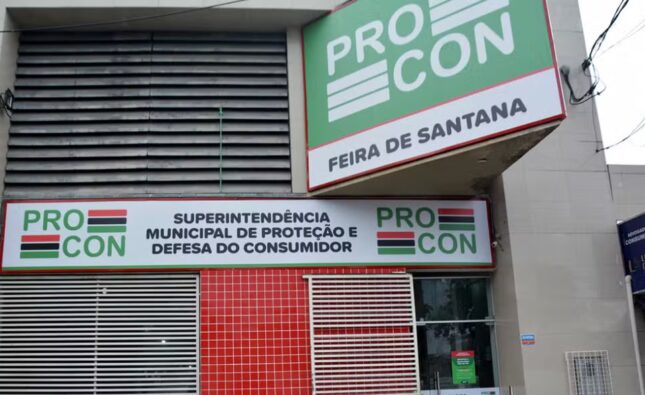 PRO
CON
FEIRA DE SANTANA
PRO
CON
SUPERINTENDÊNCIA
MUNICIPAL DE PROTEÇÃO E
DEFESA DO CONSUMIDOR
PRO
CON